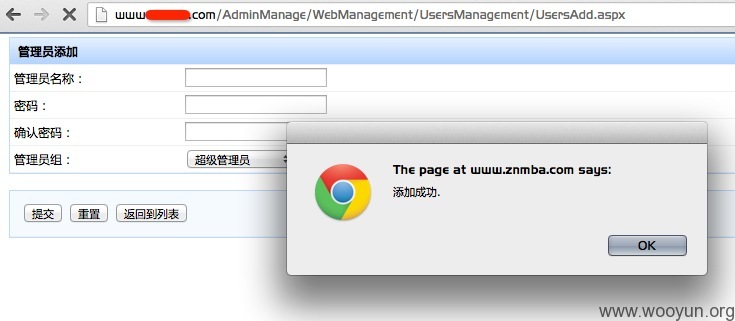 www.
.com/AdminManage/WebManagement/UsersManagement/UsersAdd.aspx
管理员添加
管理员名称：
密码：
确认密码：
管理员组：
超级管理员
The page at www.znmba.com says:
添加成功.
OK
提交 重置 返回到列表
www.wooyun.org